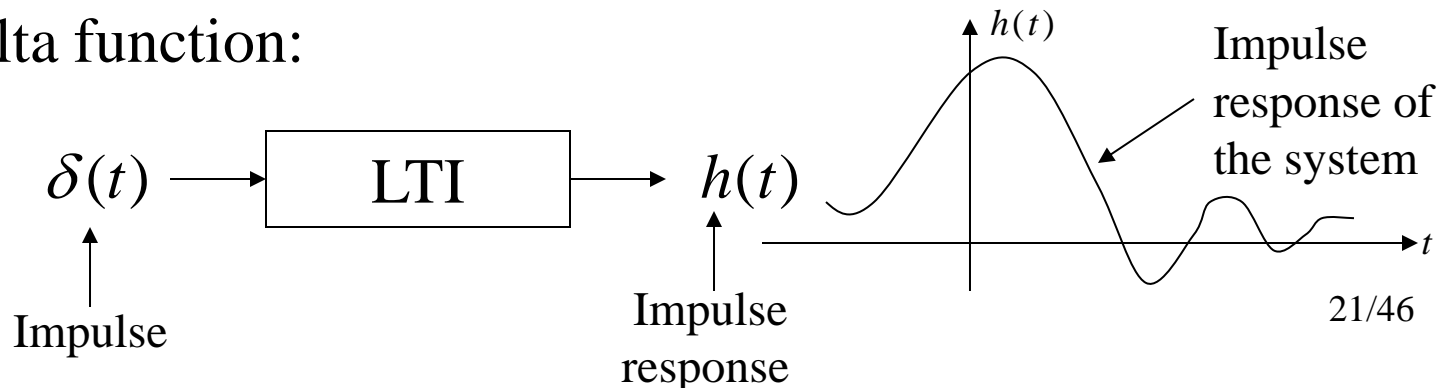 lta function:
δ(t)
LTI
h(t)
Impulse
Impulse
response
h(t)
Impulse
response of
the system
t
21/46